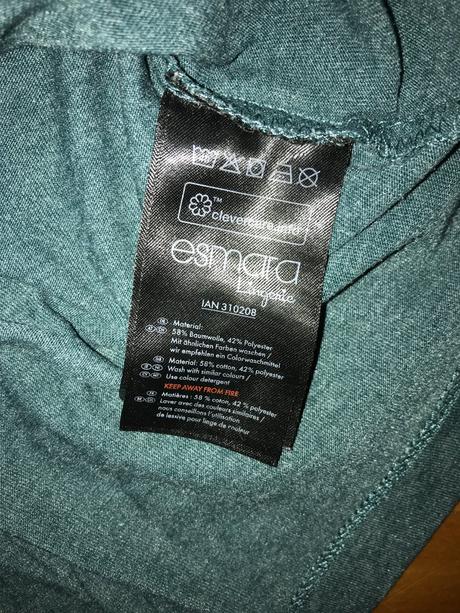 ™
clevercare.info
esmara
Lingerie
IAN 310208
Material:
58% Baumwolle, 42% Polyester
Mit ähnlichen Farben waschen /
wir empfehlen ein Colorwaschmittel
Material: 58% cotton, 42% polyester
Wash with similar colours /
Use colour detergent
KEEP AWAY FROM FIRE
Matières : 58 % coton, 42 % polyester
Laver avec des couleurs similaires /
nous conseillons l'utilisation
de lessive pour linge de couleur